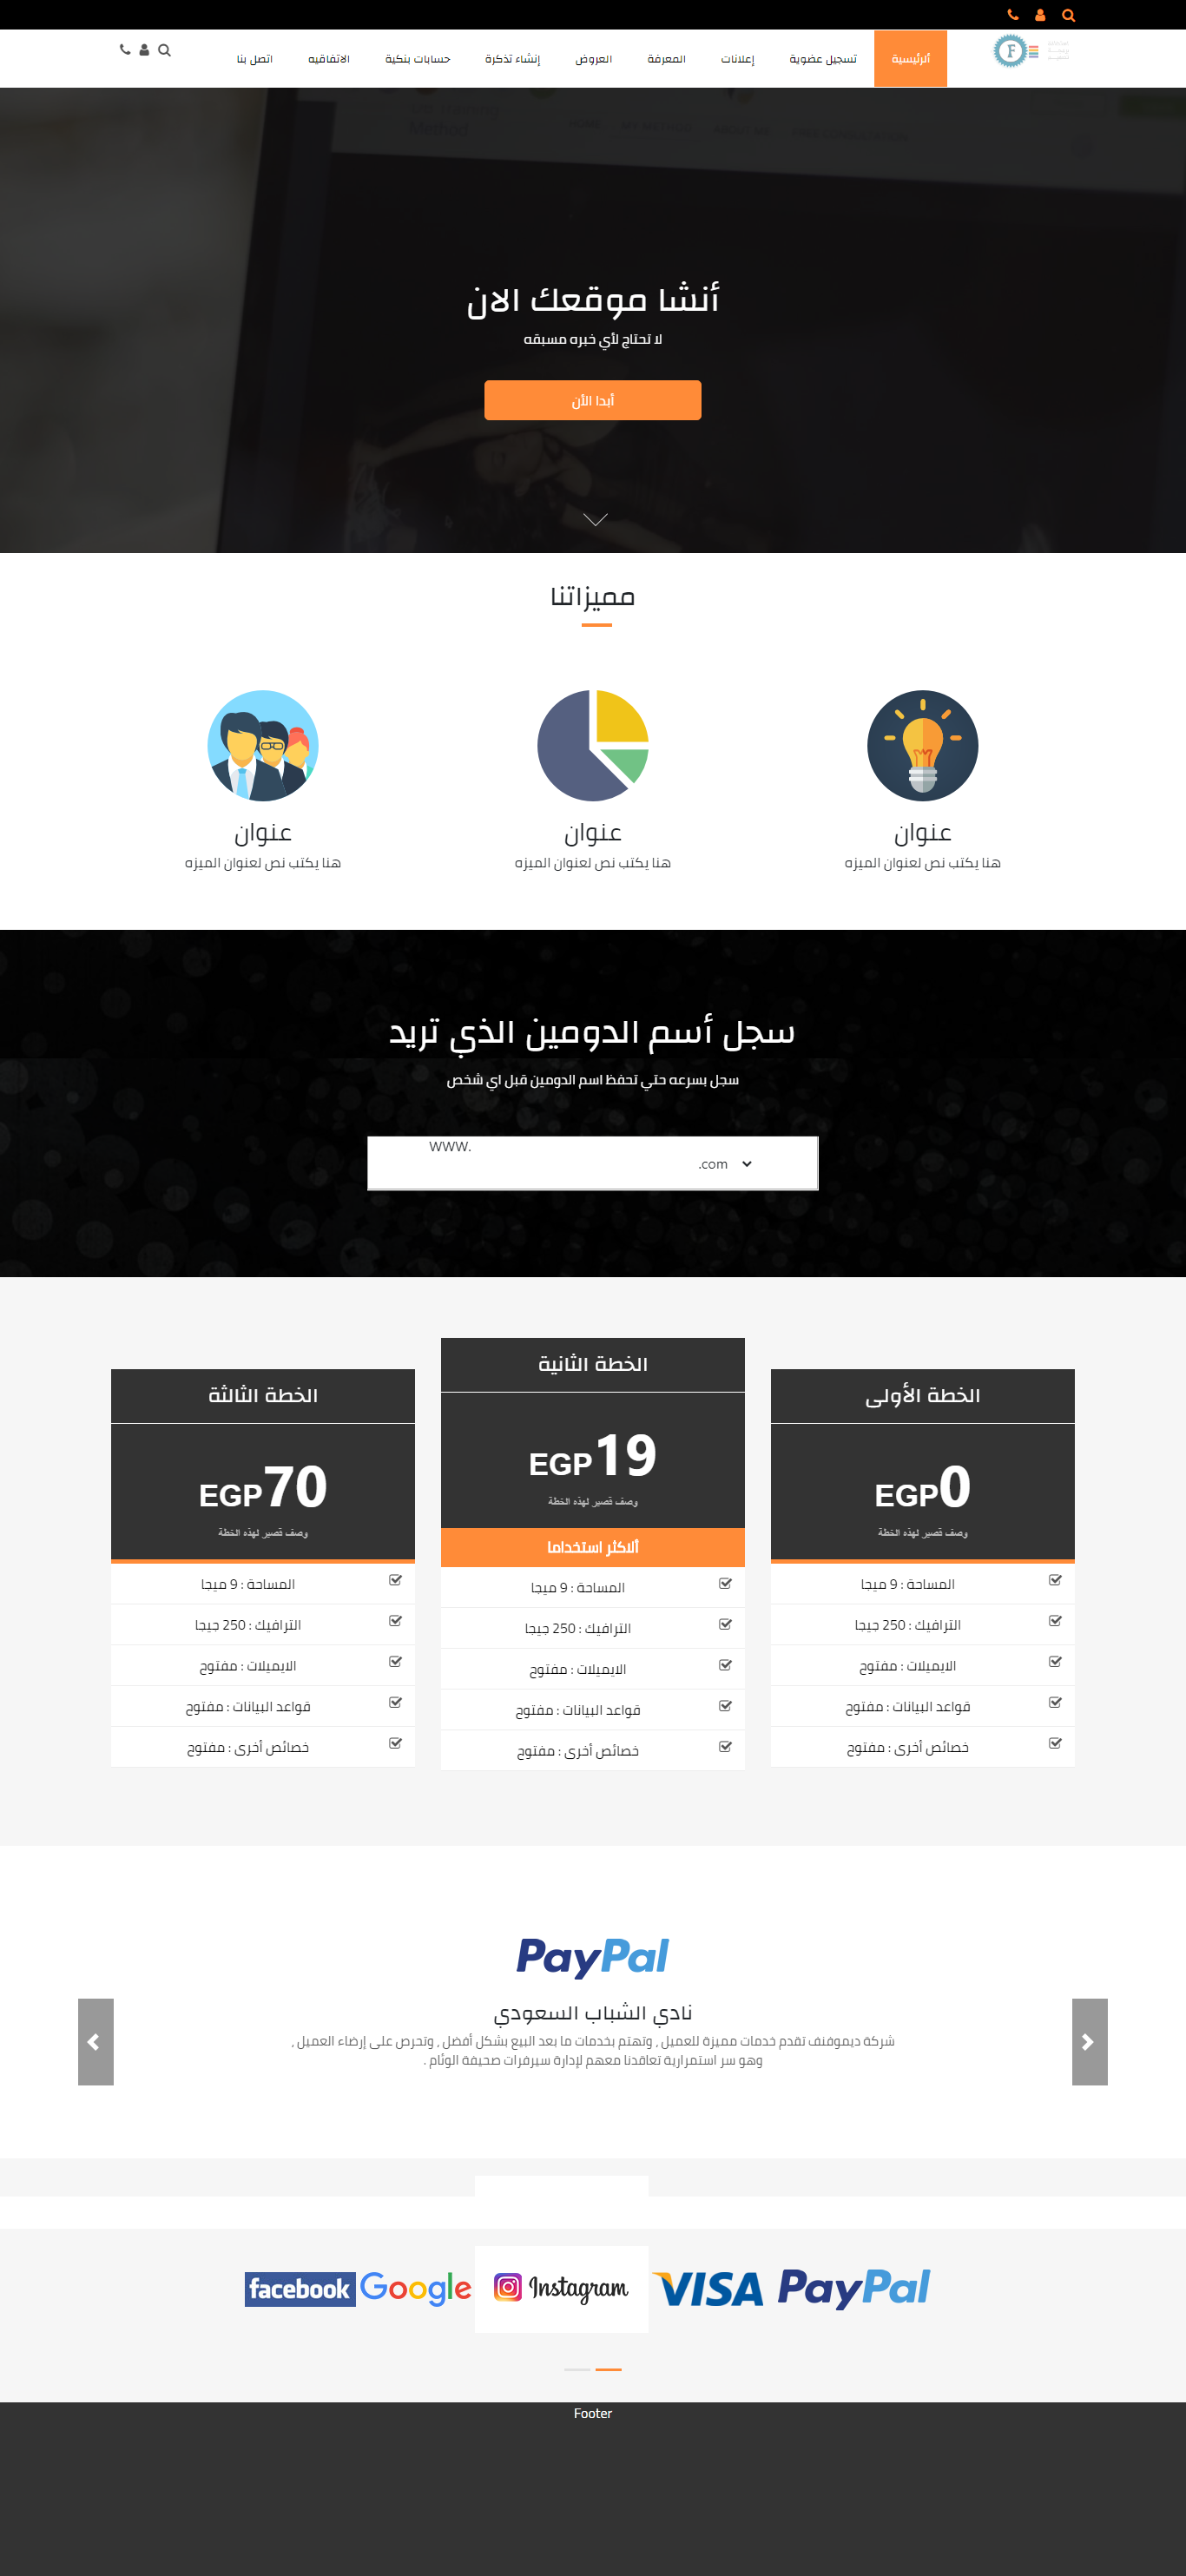 ألرئيسية
تسجيل عضوية
إعلانات
المعرفة
العروض
إنشاء تذكرة
حسابات بنكية
الاتفاقيه
اتصل بنا
F
أنشا موقعك الان
لا تحتاج لأي خبره مسبقه
أبدا الأن
مميزاتنا
عنوان
هنا يكتب نص لعنوان الميزه
عنوان
هنا يكتب نص لعنوان الميزه
عنوان
هنا يكتب نص لعنوان الميزه
سجل أسم الدومين الذي تريد
سجل بسرعه حتي تحفظ اسم الدومين قبل اي شخص
WWW.
.com
الخطة الأولى
EGP0
وصف قصير لهذه الخطة
المساحة : 9 ميجا
الترافيك : 250 جيجا
الايميلات : مفتوح
قواعد البيانات : مفتوح
خصائص أخرى : مفتوح
الخطة الثانية
EGP19
وصف قصير لهذه الخطة
ألاكثر استخداما
المساحة : 9 ميجا
الترافيك : 250 جيجا
الايميلات : مفتوح
قواعد البيانات : مفتوح
خصائص أخرى : مفتوح
الخطة الثالثة
EGP70
وصف قصير لهذه الخطة
المساحة : 9 ميجا
الترافيك : 250 جيجا
الايميلات : مفتوح
قواعد البيانات : مفتوح
خصائص أخرى : مفتوح
PayPal
نادي الشباب السعودي
شركة ديموفنف تقدم خدمات مميزة للعميل , وتهتم بخدمات ما بعد البيع بشكل أفضل , وتحرص على إرضاء العميل ,
وهو سر استمرارية تعاقدنا معهم لإدارة سيرفرات صحيفة الوئام .
PayPal
VISA
Instagram
Google
facebook
Footer